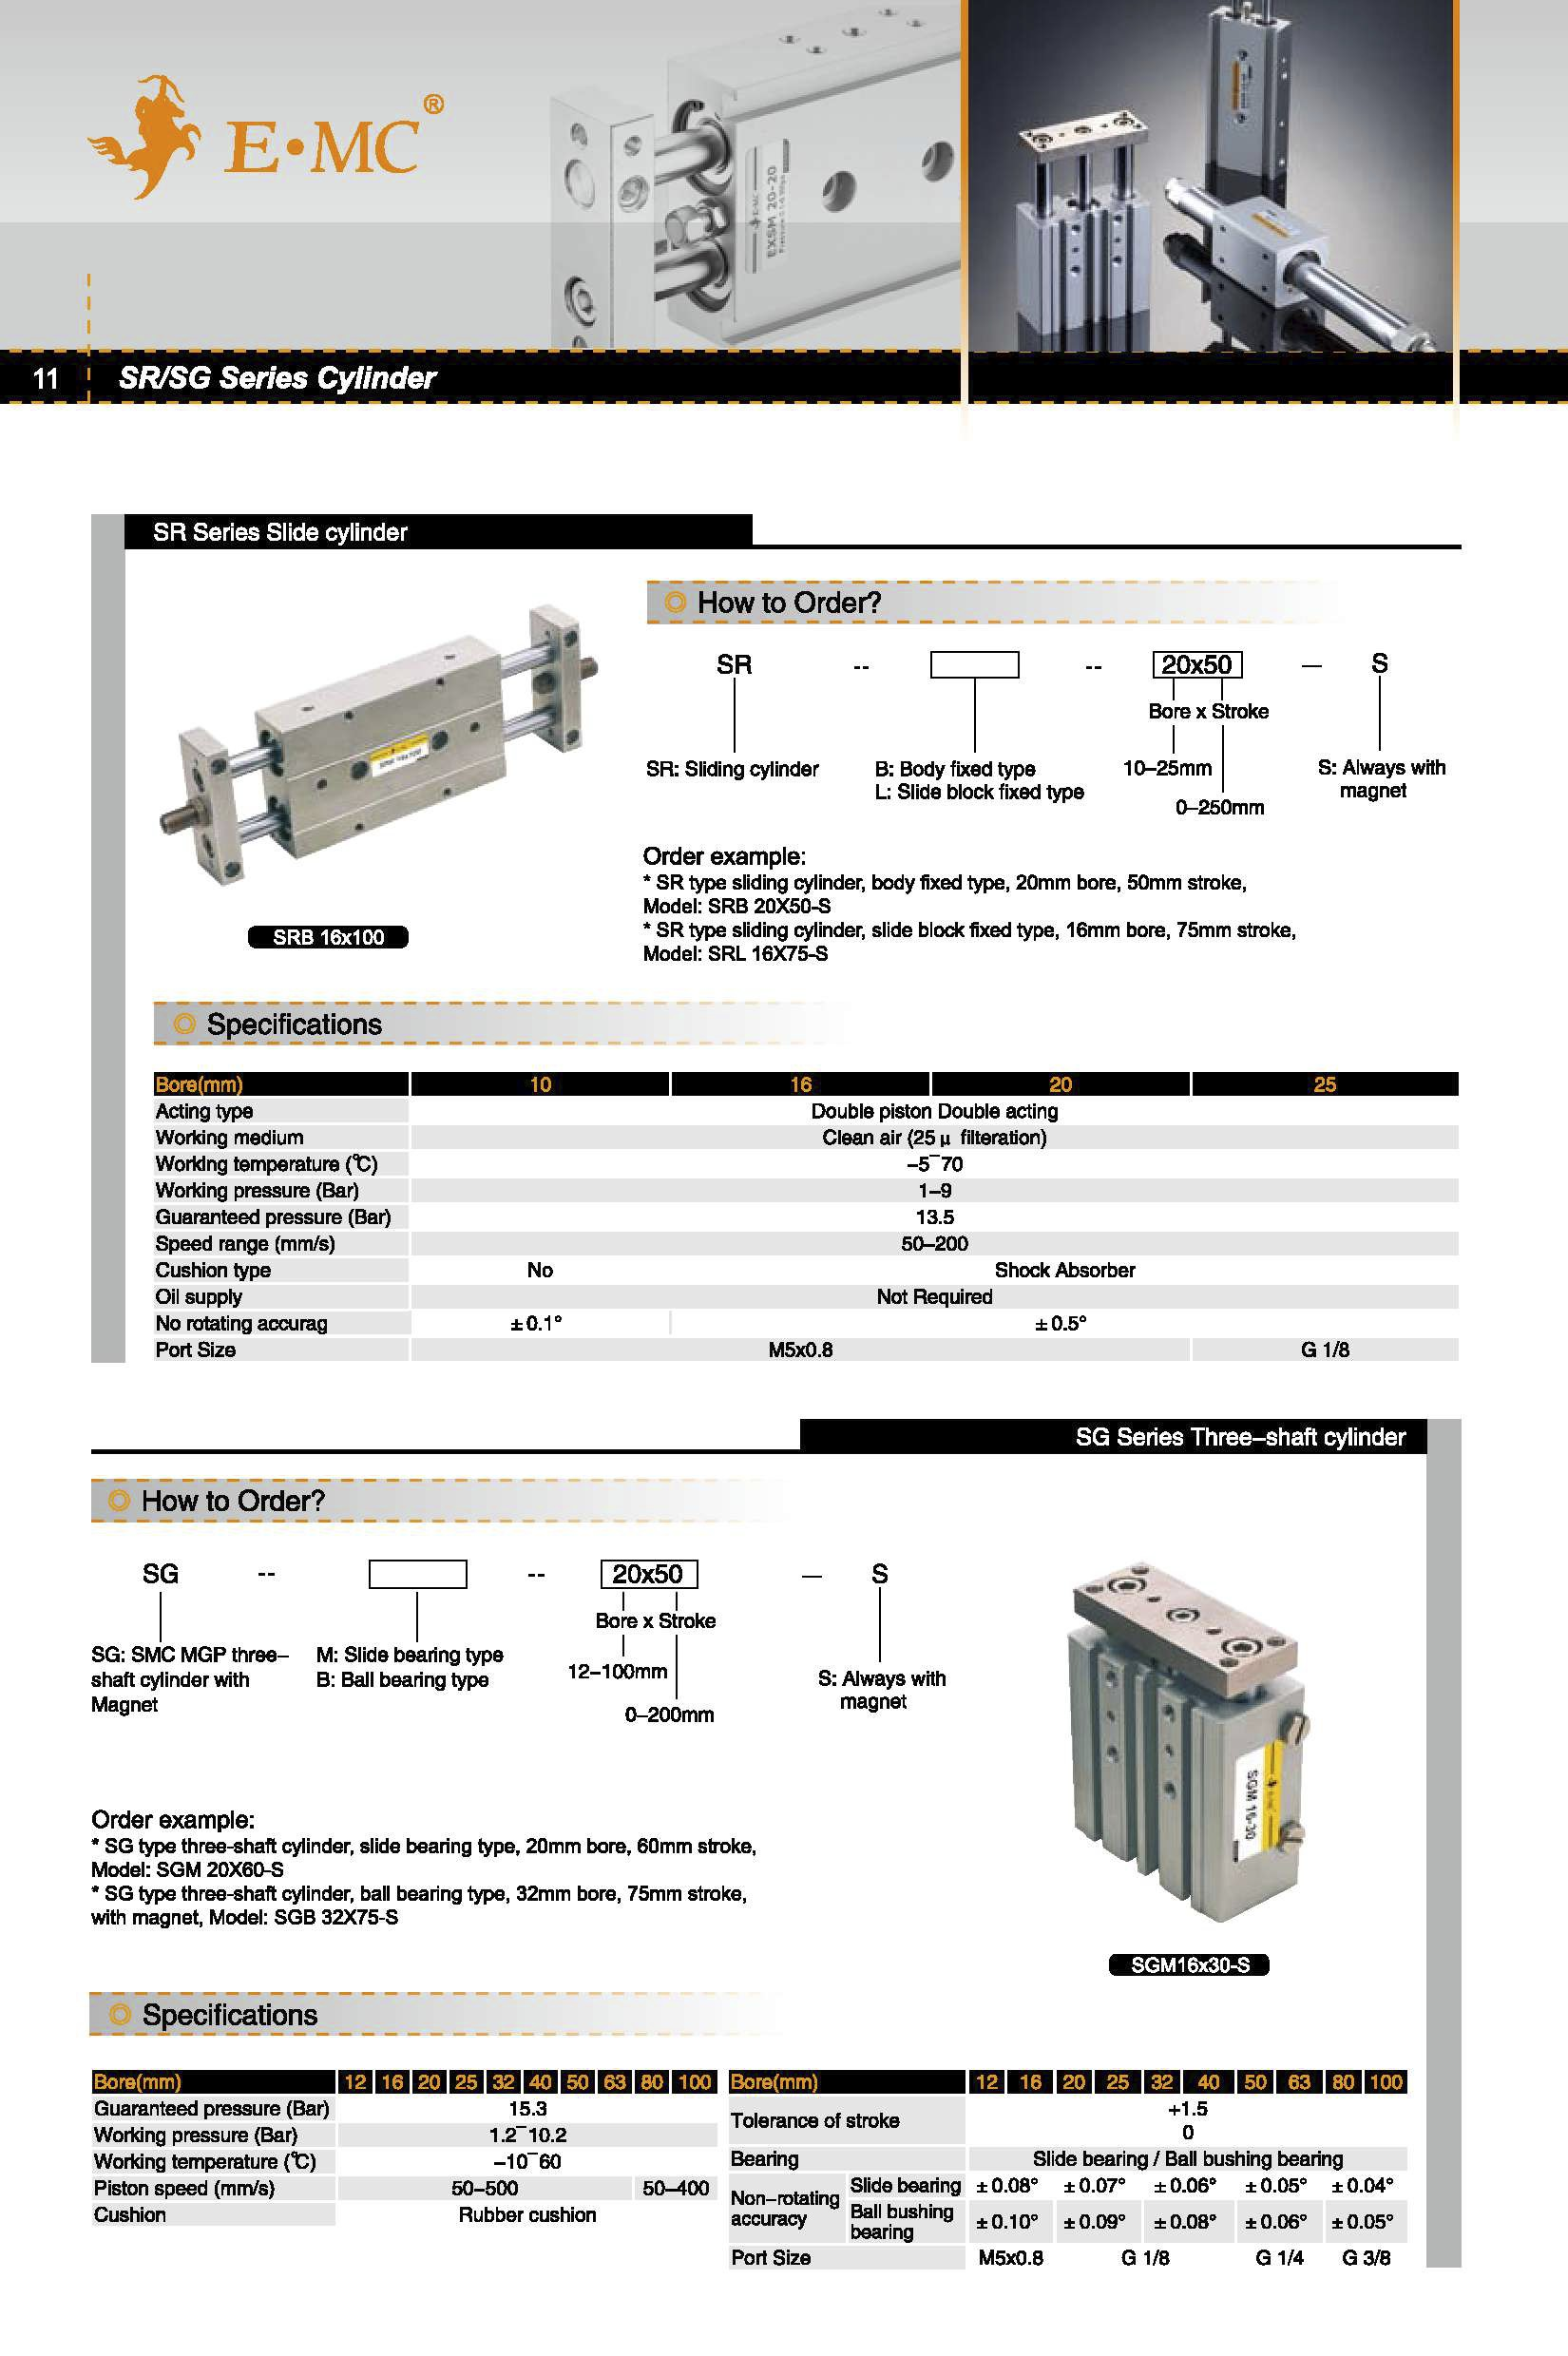 E•MC®
EXSM 20-20
11
SR/SG Series Cylinder
SR Series Slide cylinder
How to Order?
SR -- -- 20x50 — S
Bore x Stroke
SR: Sliding cylinder
B: Body fixed type
L: Slide block fixed type
10–25mm
0–250mm
S: Always with
magnet
Order example:
* SR type sliding cylinder, body fixed type, 20mm bore, 50mm stroke,
Model: SRB 20X50-S
* SR type sliding cylinder, slide block fixed type, 16mm bore, 75mm stroke,
Model: SRL 16X75-S
SRB 16x100
Specifications
Bore(mm) 10 16 20 25
Acting type Double piston Double acting
Working medium Clean air (25 μ filteration)
Working temperature (℃) –5¯70
Working pressure (Bar) 1–9
Guaranteed pressure (Bar) 13.5
Speed range (mm/s) 50–200
Cushion type No Shock Absorber
Oil supply Not Required
No rotating accurag ±0.1° ±0.5°
Port Size M5x0.8 G 1/8
SG Series Three–shaft cylinder
How to Order?
SG -- -- 20x50 — S
Bore x Stroke
SG: SMC MGP three–
shaft cylinder with
Magnet
M: Slide bearing type
B: Ball bearing type
12–100mm
0–200mm
S: Always with
magnet
SGM 16-30
Order example:
* SG type three-shaft cylinder, slide bearing type, 20mm bore, 60mm stroke,
Model: SGM 20X60-S
* SG type three-shaft cylinder, ball bearing type, 32mm bore, 75mm stroke,
with magnet, Model: SGB 32X75-S
SGM16x30-S
Specifications
Bore(mm) 12 16 20 25 32 40 50 63 80 100
Guaranteed pressure (Bar) 15.3
Working pressure (Bar) 1.2¯10.2
Working temperature (℃) –10¯60
Piston speed (mm/s) 50–500 50–400
Cushion Rubber cushion
Bore(mm) 12 16 20 25 32 40 50 63 80 100
Tolerance of stroke +1.5
0
Bearing Slide bearing / Ball bushing bearing
Non–rotating
accuracy
Slide bearing ±0.08° ±0.07° ±0.06° ±0.05° ±0.04°
Ball bushing
bearing ±0.10° ±0.09° ±0.08° ±0.06° ±0.05°
Port Size M5x0.8 G 1/8 G 1/4 G 3/8